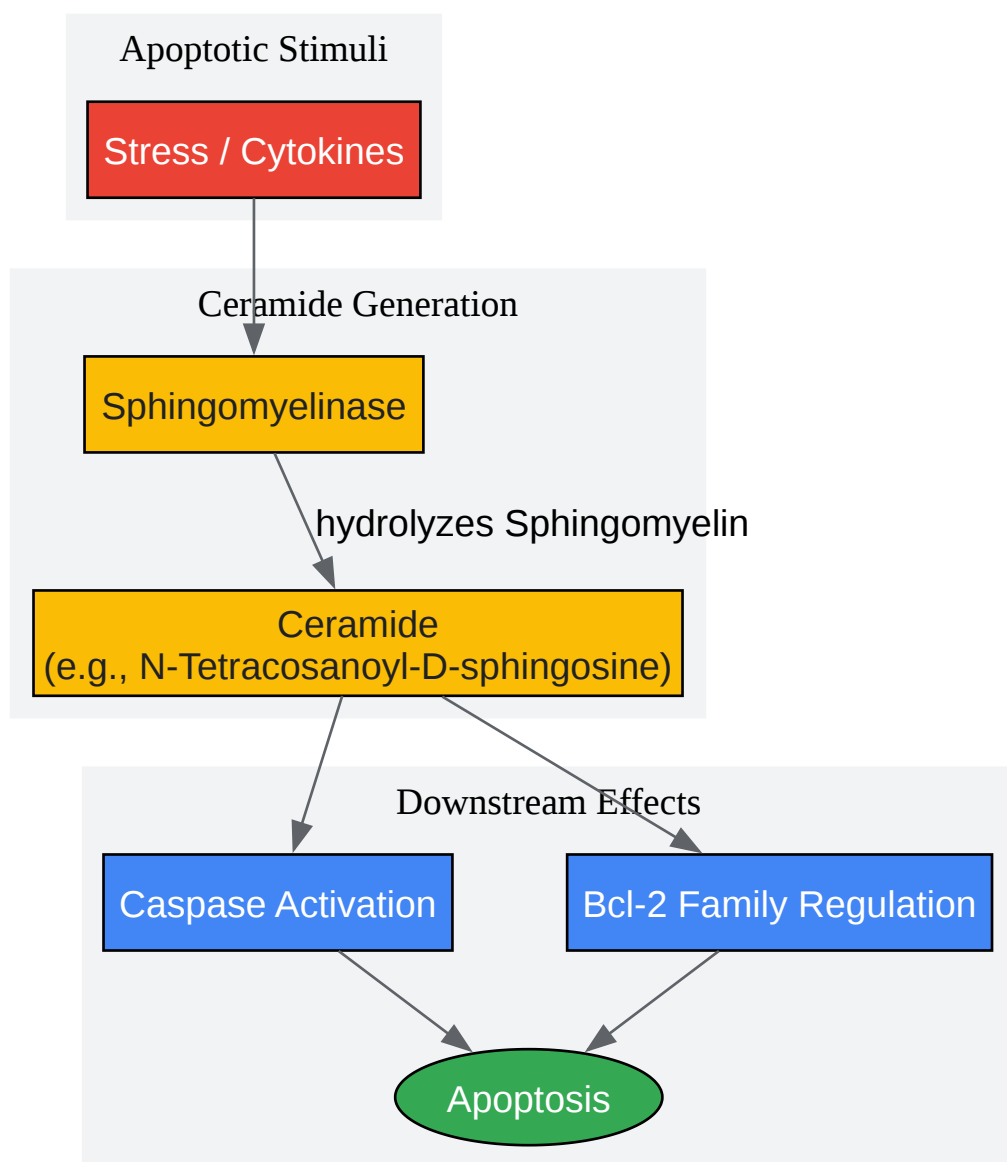 Apoptotic Stimuli
Stress / Cytokines
Ceramide Generation
Sphingomyelinase
hydrolyzes Sphingomyelin
Ceramide
(e.g., N-Tetracosanoyl-D-sphingosine)
Downstream Effects
Caspase Activation
Bcl-2 Family Regulation
Apoptosis